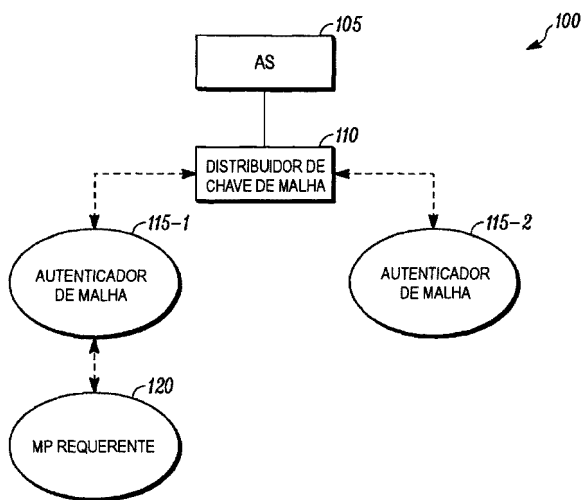 105
100
AS
110
DISTRIBUIDOR DE
CHAVE DE MALHA
115-1
115-2
AUTENTICADOR
DE MALHA
AUTENTICADOR
DE MALHA
120
MP REQUERENTE